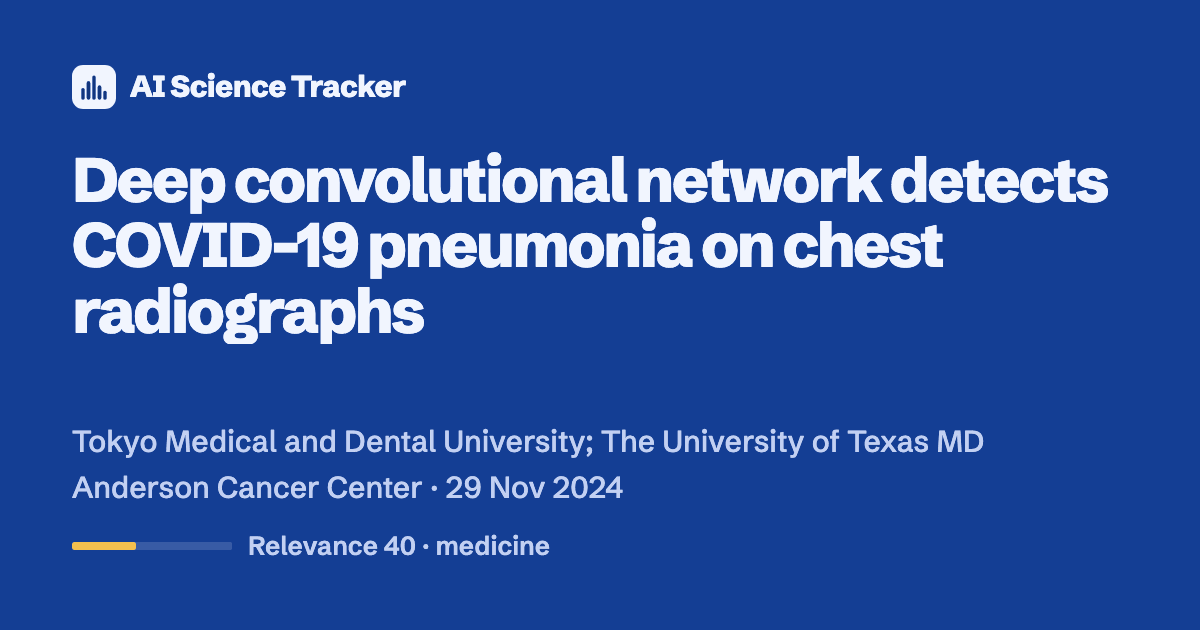 AI Science Tracker
Deep convolutional network detects
COVID-19 pneumonia on chest
radiographs
Tokyo Medical and Dental University; The University of Texas MD
Anderson Cancer Center · 29 Nov 2024
Relevance 40 · medicine